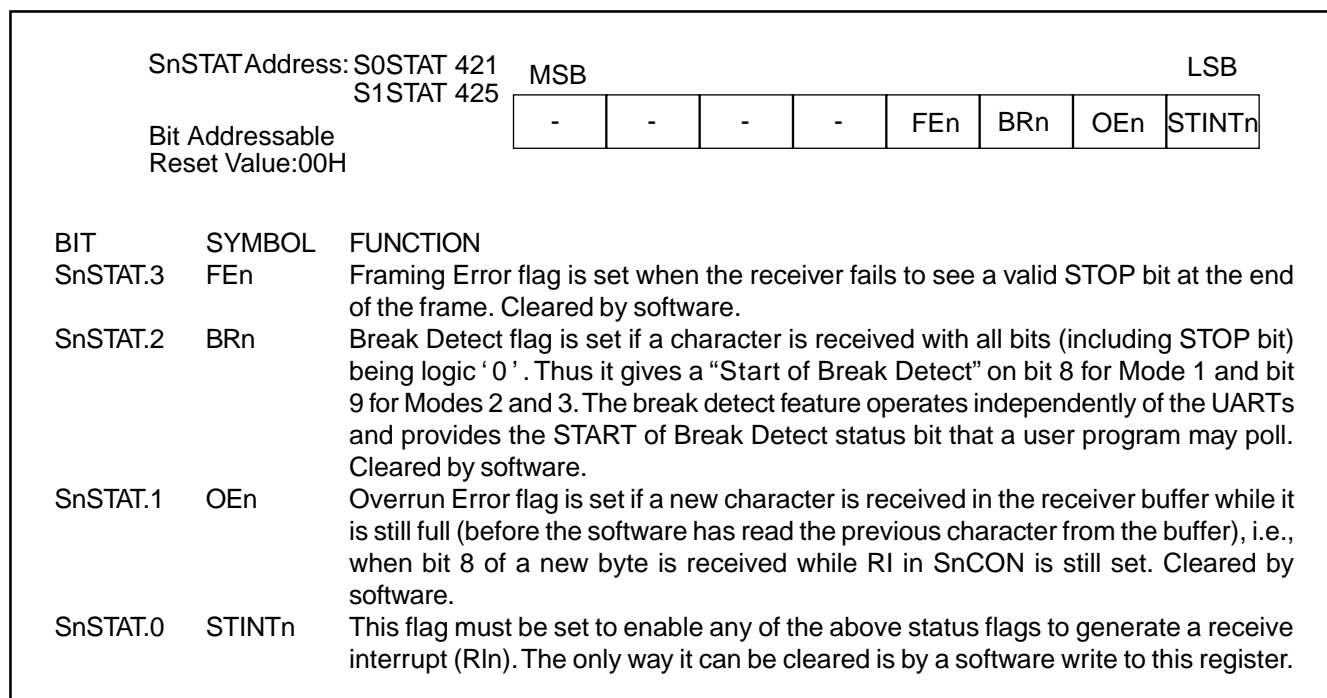 SnSTAT Address: S0STAT 421
S1STAT 425
MSB LSB
- - - - FEn BRn OEn STINTn
Bit Addressable
Reset Value:00H
BIT SYMBOL FUNCTION
SnSTAT.3 FEn Framing Error flag is set when the receiver fails to see a valid STOP bit at the end
of the frame. Cleared by software.
SnSTAT.2 BRn Break Detect flag is set if a character is received with all bits (including STOP bit)
being logic ‘0’. Thus it gives a “Start of Break Detect” on bit 8 for Mode 1 and bit
9 for Modes 2 and 3. The break detect feature operates independently of the UARTs
and provides the START of Break Detect status bit that a user program may poll.
Cleared by software.
SnSTAT.1 OEn Overrun Error flag is set if a new character is received in the receiver buffer while it
is still full (before the software has read the previous character from the buffer), i.e.,
when bit 8 of a new byte is received while RI in SnCON is still set. Cleared by
software.
SnSTAT.0 STINTn This flag must be set to enable any of the above status flags to generate a receive
interrupt (RIn). The only way it can be cleared is by a software write to this register.